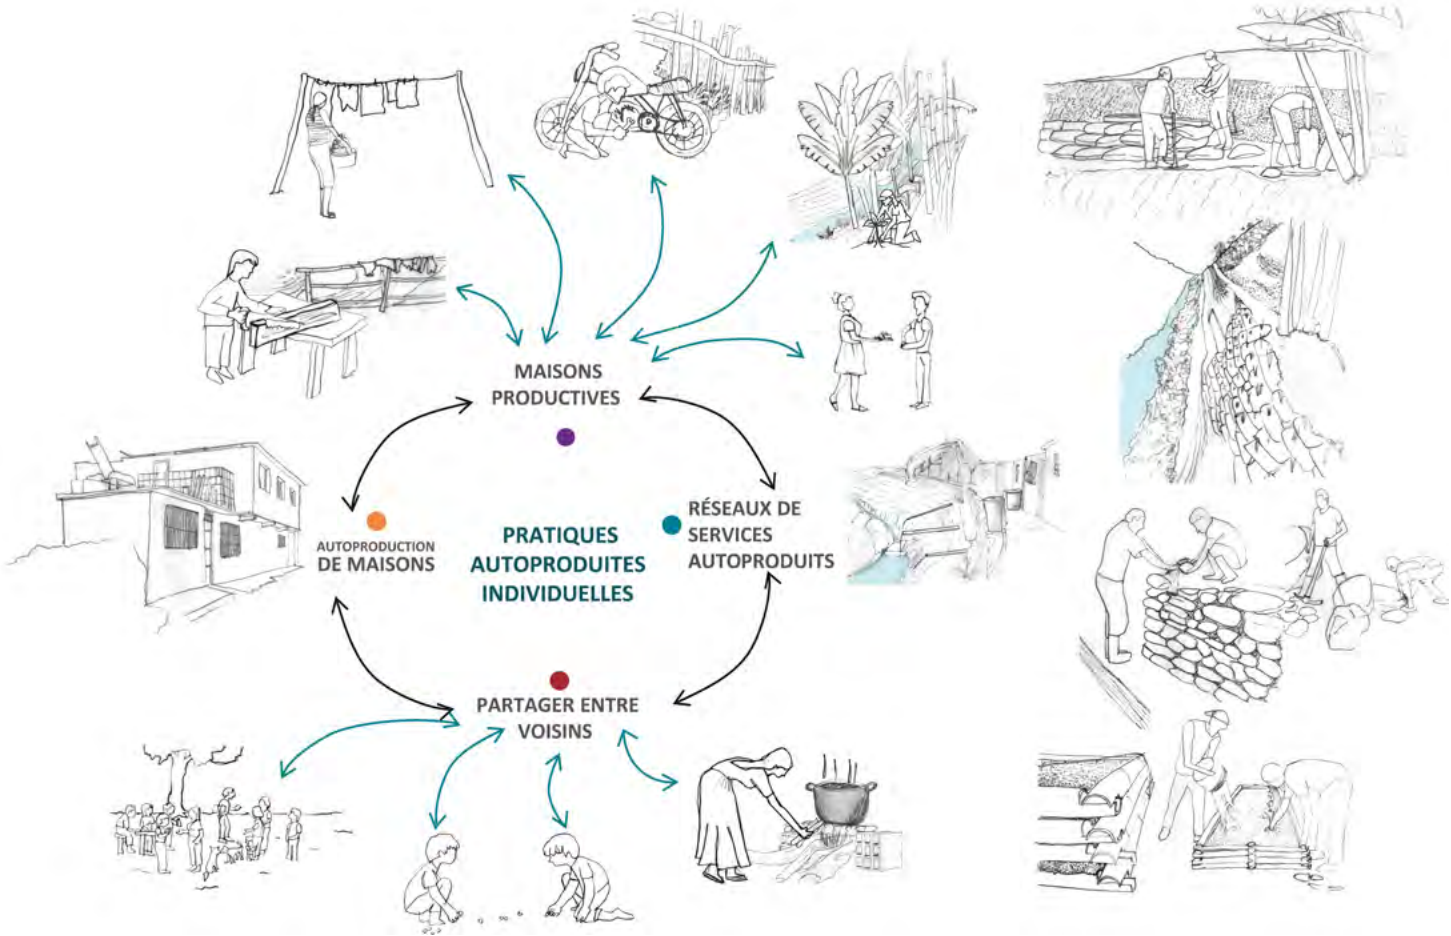 MAISONS
PRODUCTIVES
AUTOPRODUCTION
DE MAISONS
PRATIQUES
AUTOPRODUITES
INDIVIDUELLES
RÉSEAUX DE
SERVICES
AUTOPRODUITS
PARTAGER ENTRE
VOISINS